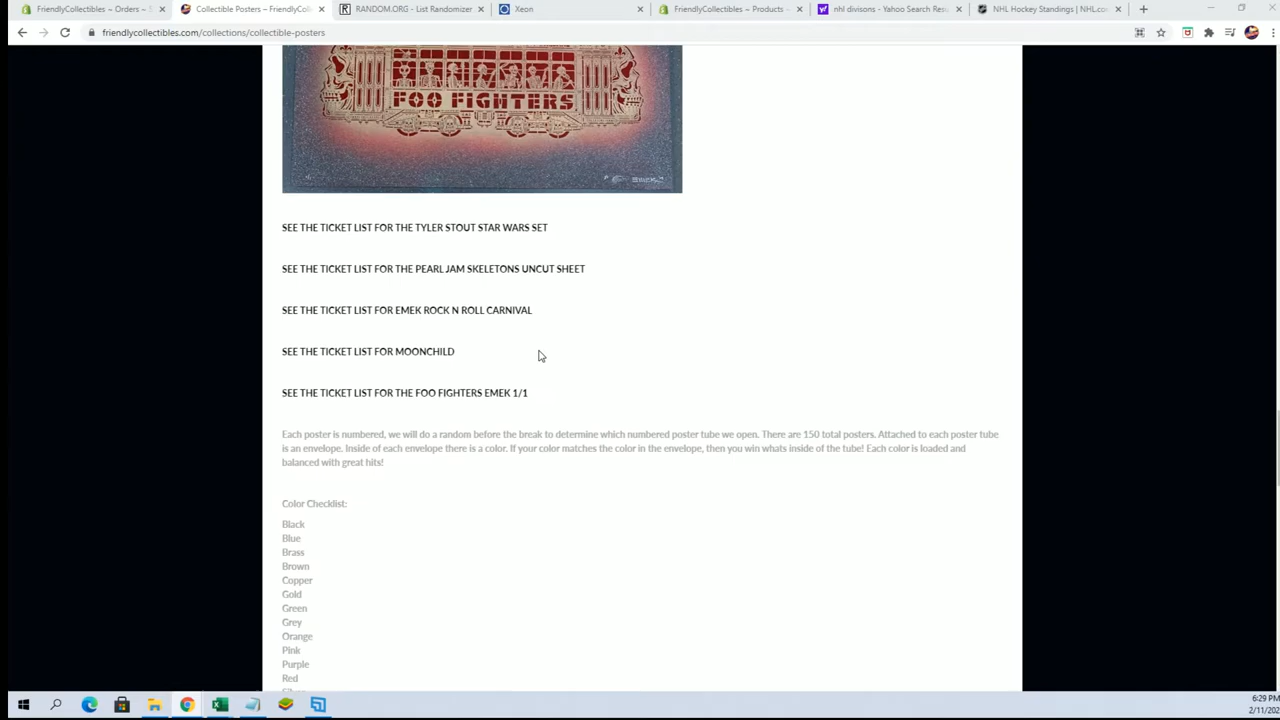 FriendlyCollectibles ~ Orders ~
Collectible Posters – FriendlyCo
RANDOM.ORG - List Randomizer
Xeon
FriendlyCollectibles ~ Products ~
nhl divisons - Yahoo Search Res
NHL Hockey Standings | NHL.co
friendlycollectibles.com/collections/collectible-posters
FOO FIGHTERS
SEE THE TICKET LIST FOR THE TYLER STOUT STAR WARS SET
SEE THE TICKET LIST FOR THE PEARL JAM SKELETONS UNCUT SHEET
SEE THE TICKET LIST FOR EMEK ROCK N ROLL CARNIVAL
SEE THE TICKET LIST FOR MOONCHILD
SEE THE TICKET LIST FOR THE FOO FIGHTERS EMEK 1/1
Each poster is numbered, we will do a random before the break to determine which numbered poster tube we open. There are 150 total posters. Attached to each poster tube
is an envelope. Inside of each envelope there is a color. If your color matches the color in the envelope, then you win whats inside of the tube! Each color is loaded and
balanced with great hits!
Color Checklist:
Black
Blue
Brass
Brown
Copper
Gold
Green
Grey
Orange
Pink
Purple
Red
6:29 PM
2/11/202